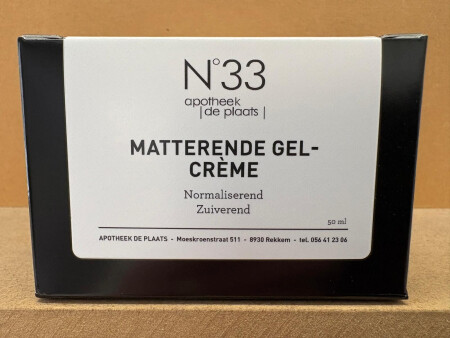 N°33
apotheek
|de plaats|
MATTERENDE GEL-
CRÈME
Normaliserend
Zuiverend
50 ml
APOTHEEK DE PLAATS - Moeskroenstraat 511 - 8930 Rekkem - tel. 056 41 23 06